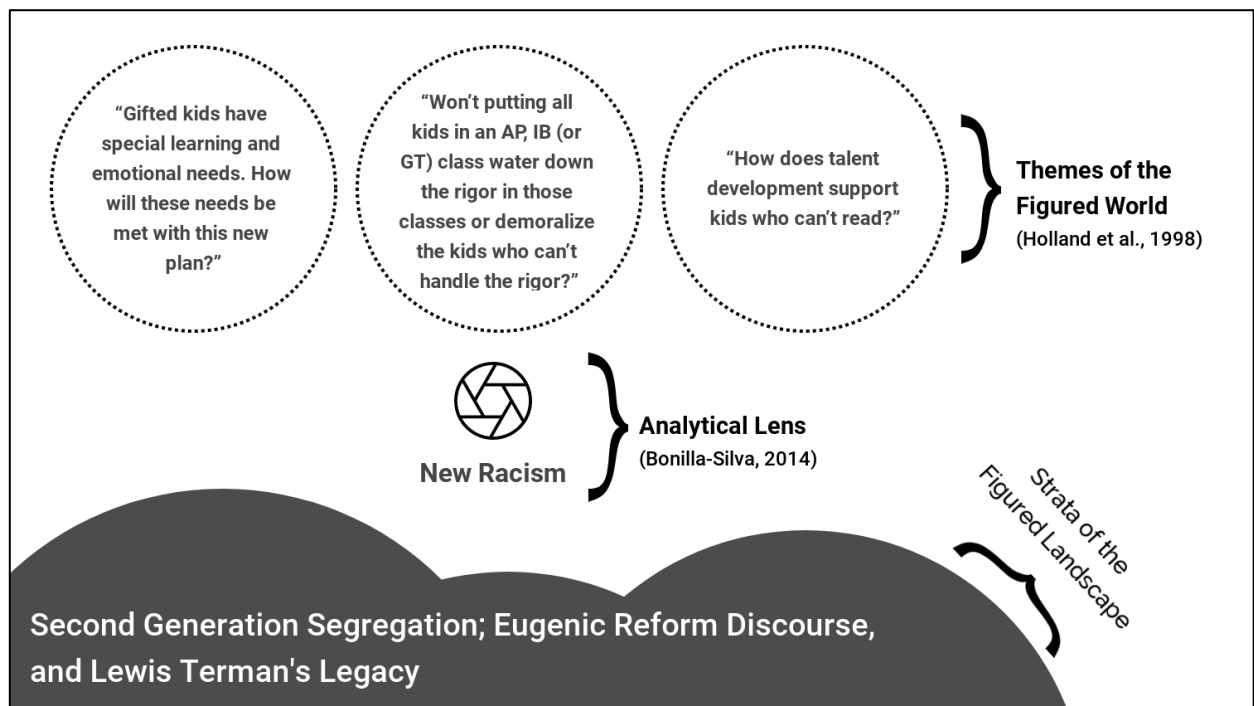 “Gifted kids have
special learning and
emotional needs. How
will these needs be
met with this new
plan?”
“Won’t putting all
kids in an AP, IB (or
GT) class water down
the rigor in those
classes or demoralize
the kids who can’t
handle the rigor?”
“How does talent
development support
kids who can’t read?”
Themes of the
Figured World
(Holland et al., 1998)
New Racism
Analytical Lens
(Bonilla-Silva, 2014)
Strata of the
Figured Landscape
Second Generation Segregation; Eugenic Reform Discourse,
and Lewis Terman's Legacy